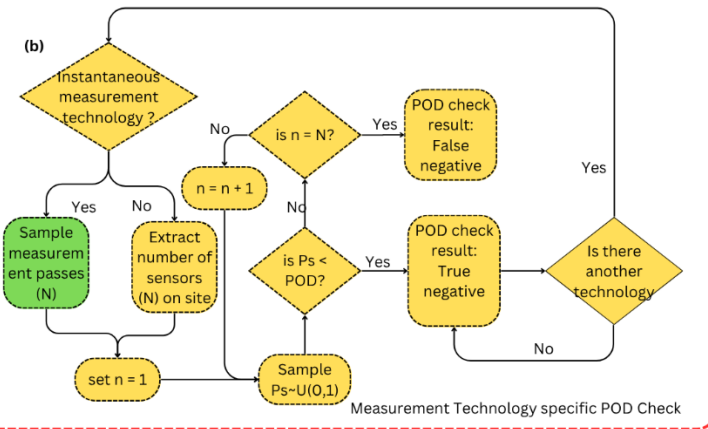 (b)
Instantaneous
measurement
technology ?
Yes
No
Sample
measurem
ent passes
(N)
Extract
number of
sensors
(N) on site
set n = 1
Sample
Ps~U(0,1)
is Ps <
POD?
No
Yes
is n = N?
No
Yes
n = n + 1
POD check
result:
False
negative
POD check
result:
True
negative
Is there
another
technology
Yes
No
Measurement Technology specific POD Check